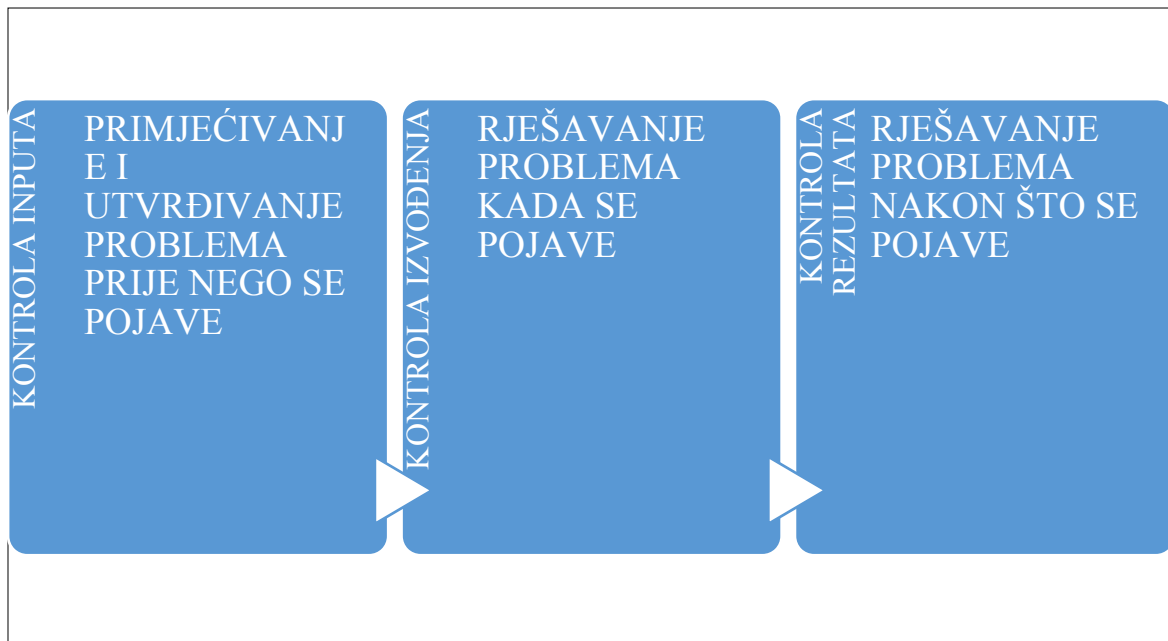 KONTROLA INPUTA
PRIMJEĆIVANJ
E I
UTVRĐIVANJE
PROBLEMA
PRIJE NEGO SE
POJAVE
KONTROLA IZVOĐENJA
RJEŠAVANJE
PROBLEMA
KADA SE
POJAVE
KONTROLA
REZULTATA
RJEŠAVANJE
PROBLEMA
NAKON ŠTO SE
POJAVE